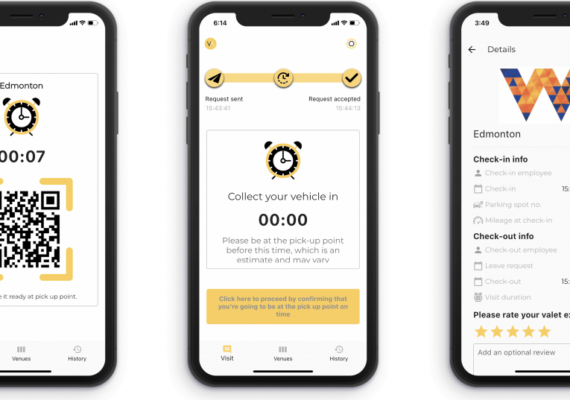 Edmonton
00:07
e it ready at pick up point.
Venues
History
6:14
V
Request sent
Request accepted
15:43:41
15:44:13
Collect your vehicle in
00:00
Please be at the pick-up point
before this time, which is an
estimate and may vary
Click here to proceed by confirming that
you're going to be at the pick up point on
time
Visit
Venues
History
3:49
Details
Edmonton
Check-in info
Check-in employee
Check-in
15:
Parking spot no.
Mileage at check-in
Check-out info
Check-out employee
Leave request
Check-out
15:
Visit duration
Please rate your valet e
Add an optional review